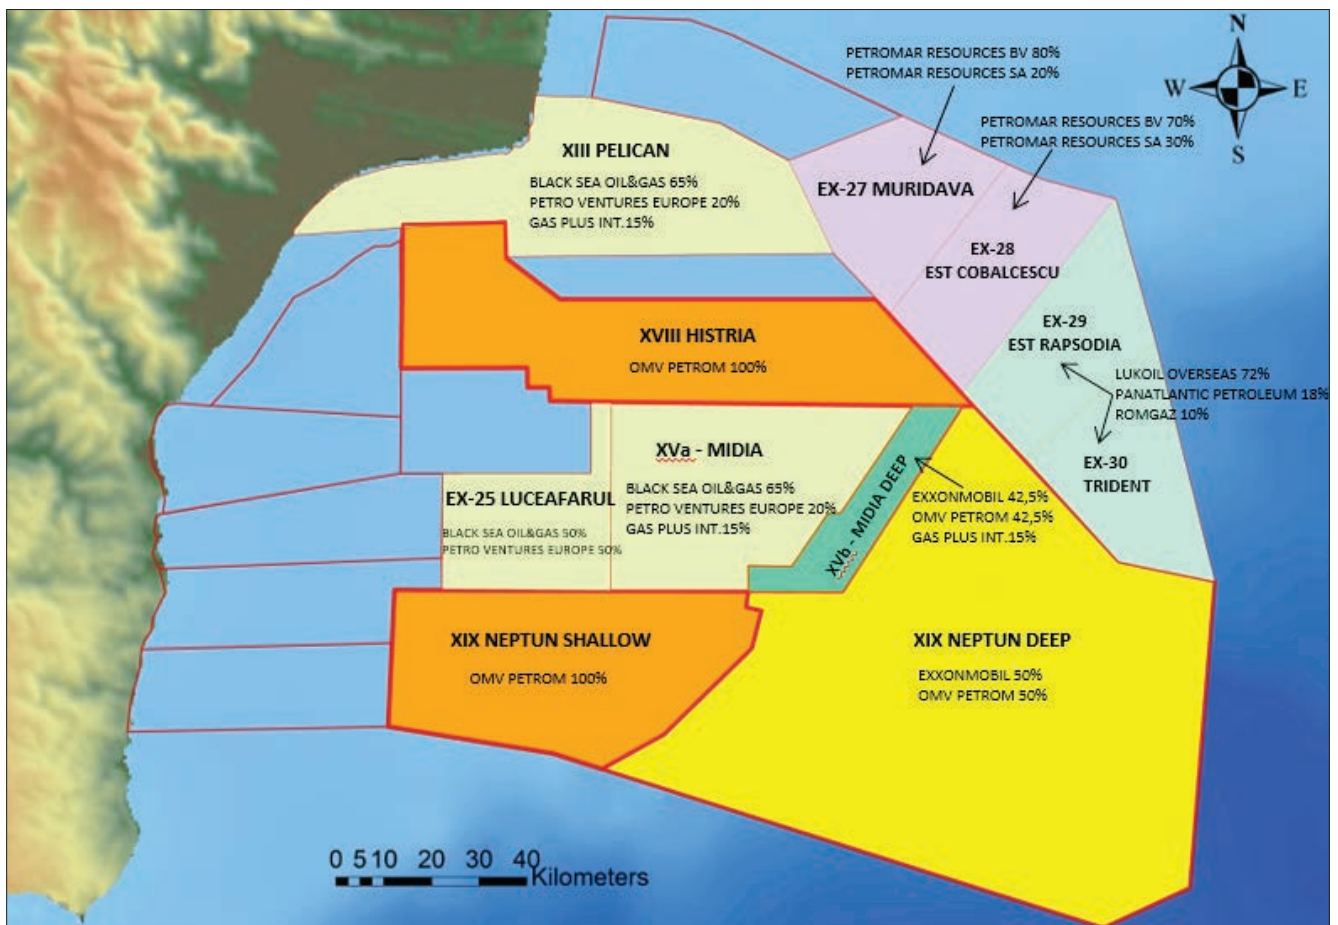 N
W
E
S
PETROMAR RESOURCES BV 80%
PETROMAR RESOURCES SA 20%
PETROMAR RESOURCES BV 70%
PETROMAR RESOURCES SA 30%
XIII PELICAN
BLACK SEA OIL&GAS 65%
PETRO VENTURES EUROPE 20%
GAS PLUS INT.15%
EX-27 MURIDAVA
EX-28
EST COBALCESCU
EX-29
EST RAPSODIA
XVIII HISTRIA
OMV PETROM 100%
LUKOIL OVERSEAS 72%
PANATLANTIC PETROLEUM 18%
ROMGAZ 10%
EX-30
TRIDENT
XVa - MIDIA
BLACK SEA OIL&GAS 65%
PETRO VENTURES EUROPE 20%
GAS PLUS INT.15%
EX-25 LUCEAFARUL
BLACK SEA OIL&GAS 50%
PETRO VENTURES EUROPE 50%
XVb - MIDIA DEEP
EXXONMOBIL 42,5%
OMV PETROM 42,5%
GAS PLUS INT.15%
XIX NEPTUN SHALLOW
OMV PETROM 100%
XIX NEPTUN DEEP
EXXONMOBIL 50%
OMV PETROM 50%
0 5 10 20 30 40
Kilometers